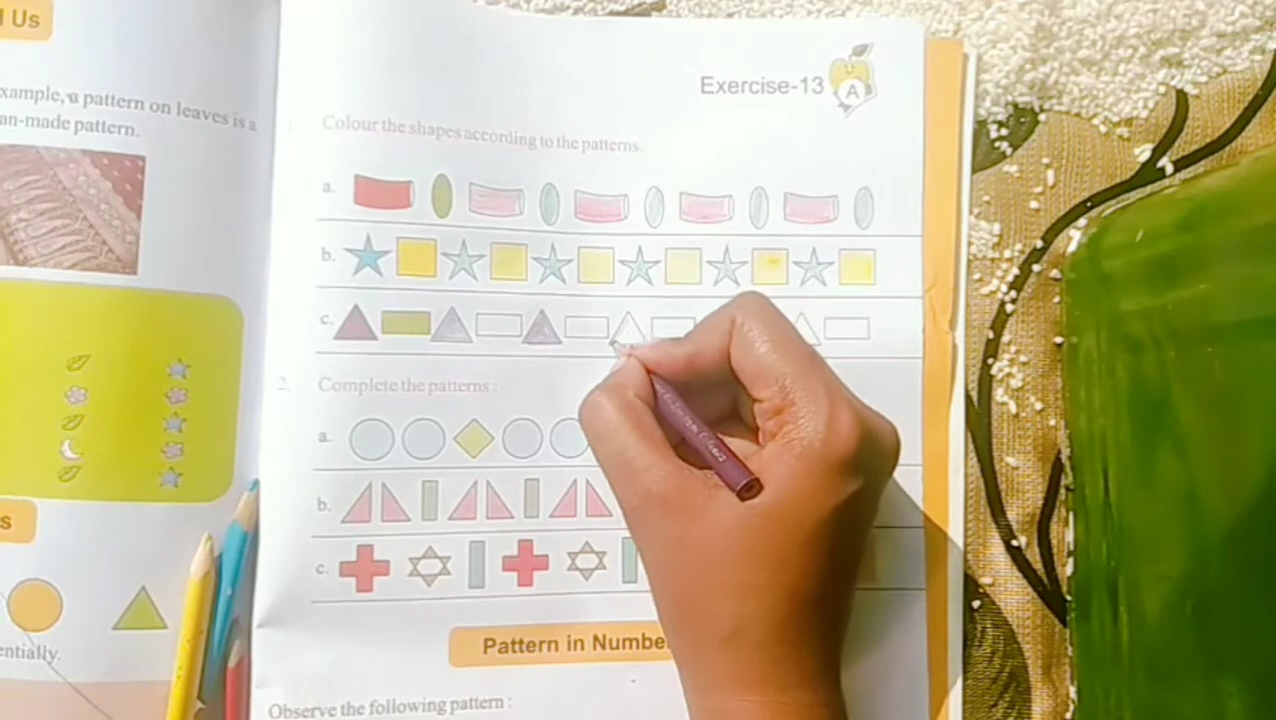 Us
a pattern on leaves is a
an-made pattern.
s
entially.
Exercise-13
A
Colour the shapes according to the patterns.
a.
b.
c.
2. Complete the patterns :
a.
b.
c.
Pattern in Numbe
Observe the following pattern :